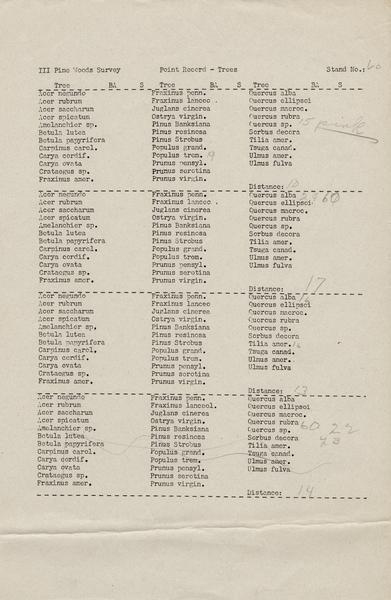 III Pine Woods Survey Point Record - Trees Stand No.: 60
Tree BA S Tree BA S Tree BA S
Acer negundo Fraxinus penn. Quercus alba
Acer rubrum Fraxinus lanceo. Quercus ellipsoi
Acer saccharum Juglans cinerea Quercus macroc.
Acer spicatum Ostrya virgin. Quercus rubra
Amelanchier sp. Pinus Banksiana Quercus sp.
Betula lutea Pinus resinosa Sorbus decora
Betula papyrifera Pinus Strobus Tilia amer.
Carpinus carol. Populus grand. Tsuga canad.
Carya cordif. Populus trem. 9 Ulmus amer.
Carya ovata Prunus pensyl. Ulmus fulva
Crataegus sp. Prunus serotina
Fraxinus amer. Prunus virgin. Distance:
Acer negundo Fraxinus penn. Quercus alba
Acer rubrum Fraxinus lanceo. Quercus ellipsoi 60
Acer saccharum Juglans cinerea Quercus macroc.
Acer spicatum Ostrya virgin. Quercus rubra
Amelanchier sp. Pinus Banksiana Quercus sp.
Betula lutea Pinus resinosa Sorbus decora
Betula papyrifera Pinus Strobus Tilia amer.
Carpinus carol. Populus grand. Tsuga canad.
Carya cordif. Populus trem. Ulmus amer.
Carya ovata Prunus pensyl. Ulmus fulva
Crataegus sp. Prunus serotina
Fraxinus amer. Prunus virgin. Distance: 17
Acer negundo Fraxinus penn. Quercus alba
Acer rubrum Fraxinus lanceo. Quercus ellipsoi
Acer saccharum Juglans cinerea Quercus macroc.
Acer spicatum Ostrya virgin. Quercus rubra
Amelanchier sp. Pinus Banksiana Quercus sp.
Betula lutea Pinus resinosa Sorbus decora
Betula papyrifera Pinus Strobus Tilia amer.
Carpinus carol. Populus grand. Tsuga canad.
Carya cordif. Populus trem. Ulmus amer.
Carya ovata Prunus pensyl. Ulmus fulva
Crataegus sp. Prunus serotina
Fraxinus amer. Prunus virgin. Distance: 13
Acer negundo Fraxinus penn. Quercus alba
Acer rubrum Fraxinus lanceol. Quercus ellipsoi
Acer saccharum Juglans cinerea Quercus macroc.
Acer spicatum Ostrya virgin. Quercus rubra
Amelanchier sp. Pinus Banksiana Quercus sp. 60 22
Betula lutea Pinus resinosa Sorbus decora 23
Betula papyrifera Pinus Strobus Tilia amer.
Carpinus carol. Populus grand. Tsuga canad.
Carya cordif. Populus trem. Ulmus amer.
Carya ovata Prunus pensyl. Ulmus fulva
Crataegus sp. Prunus serotina
Fraxinus amer. Prunus virgin. Distance: 14